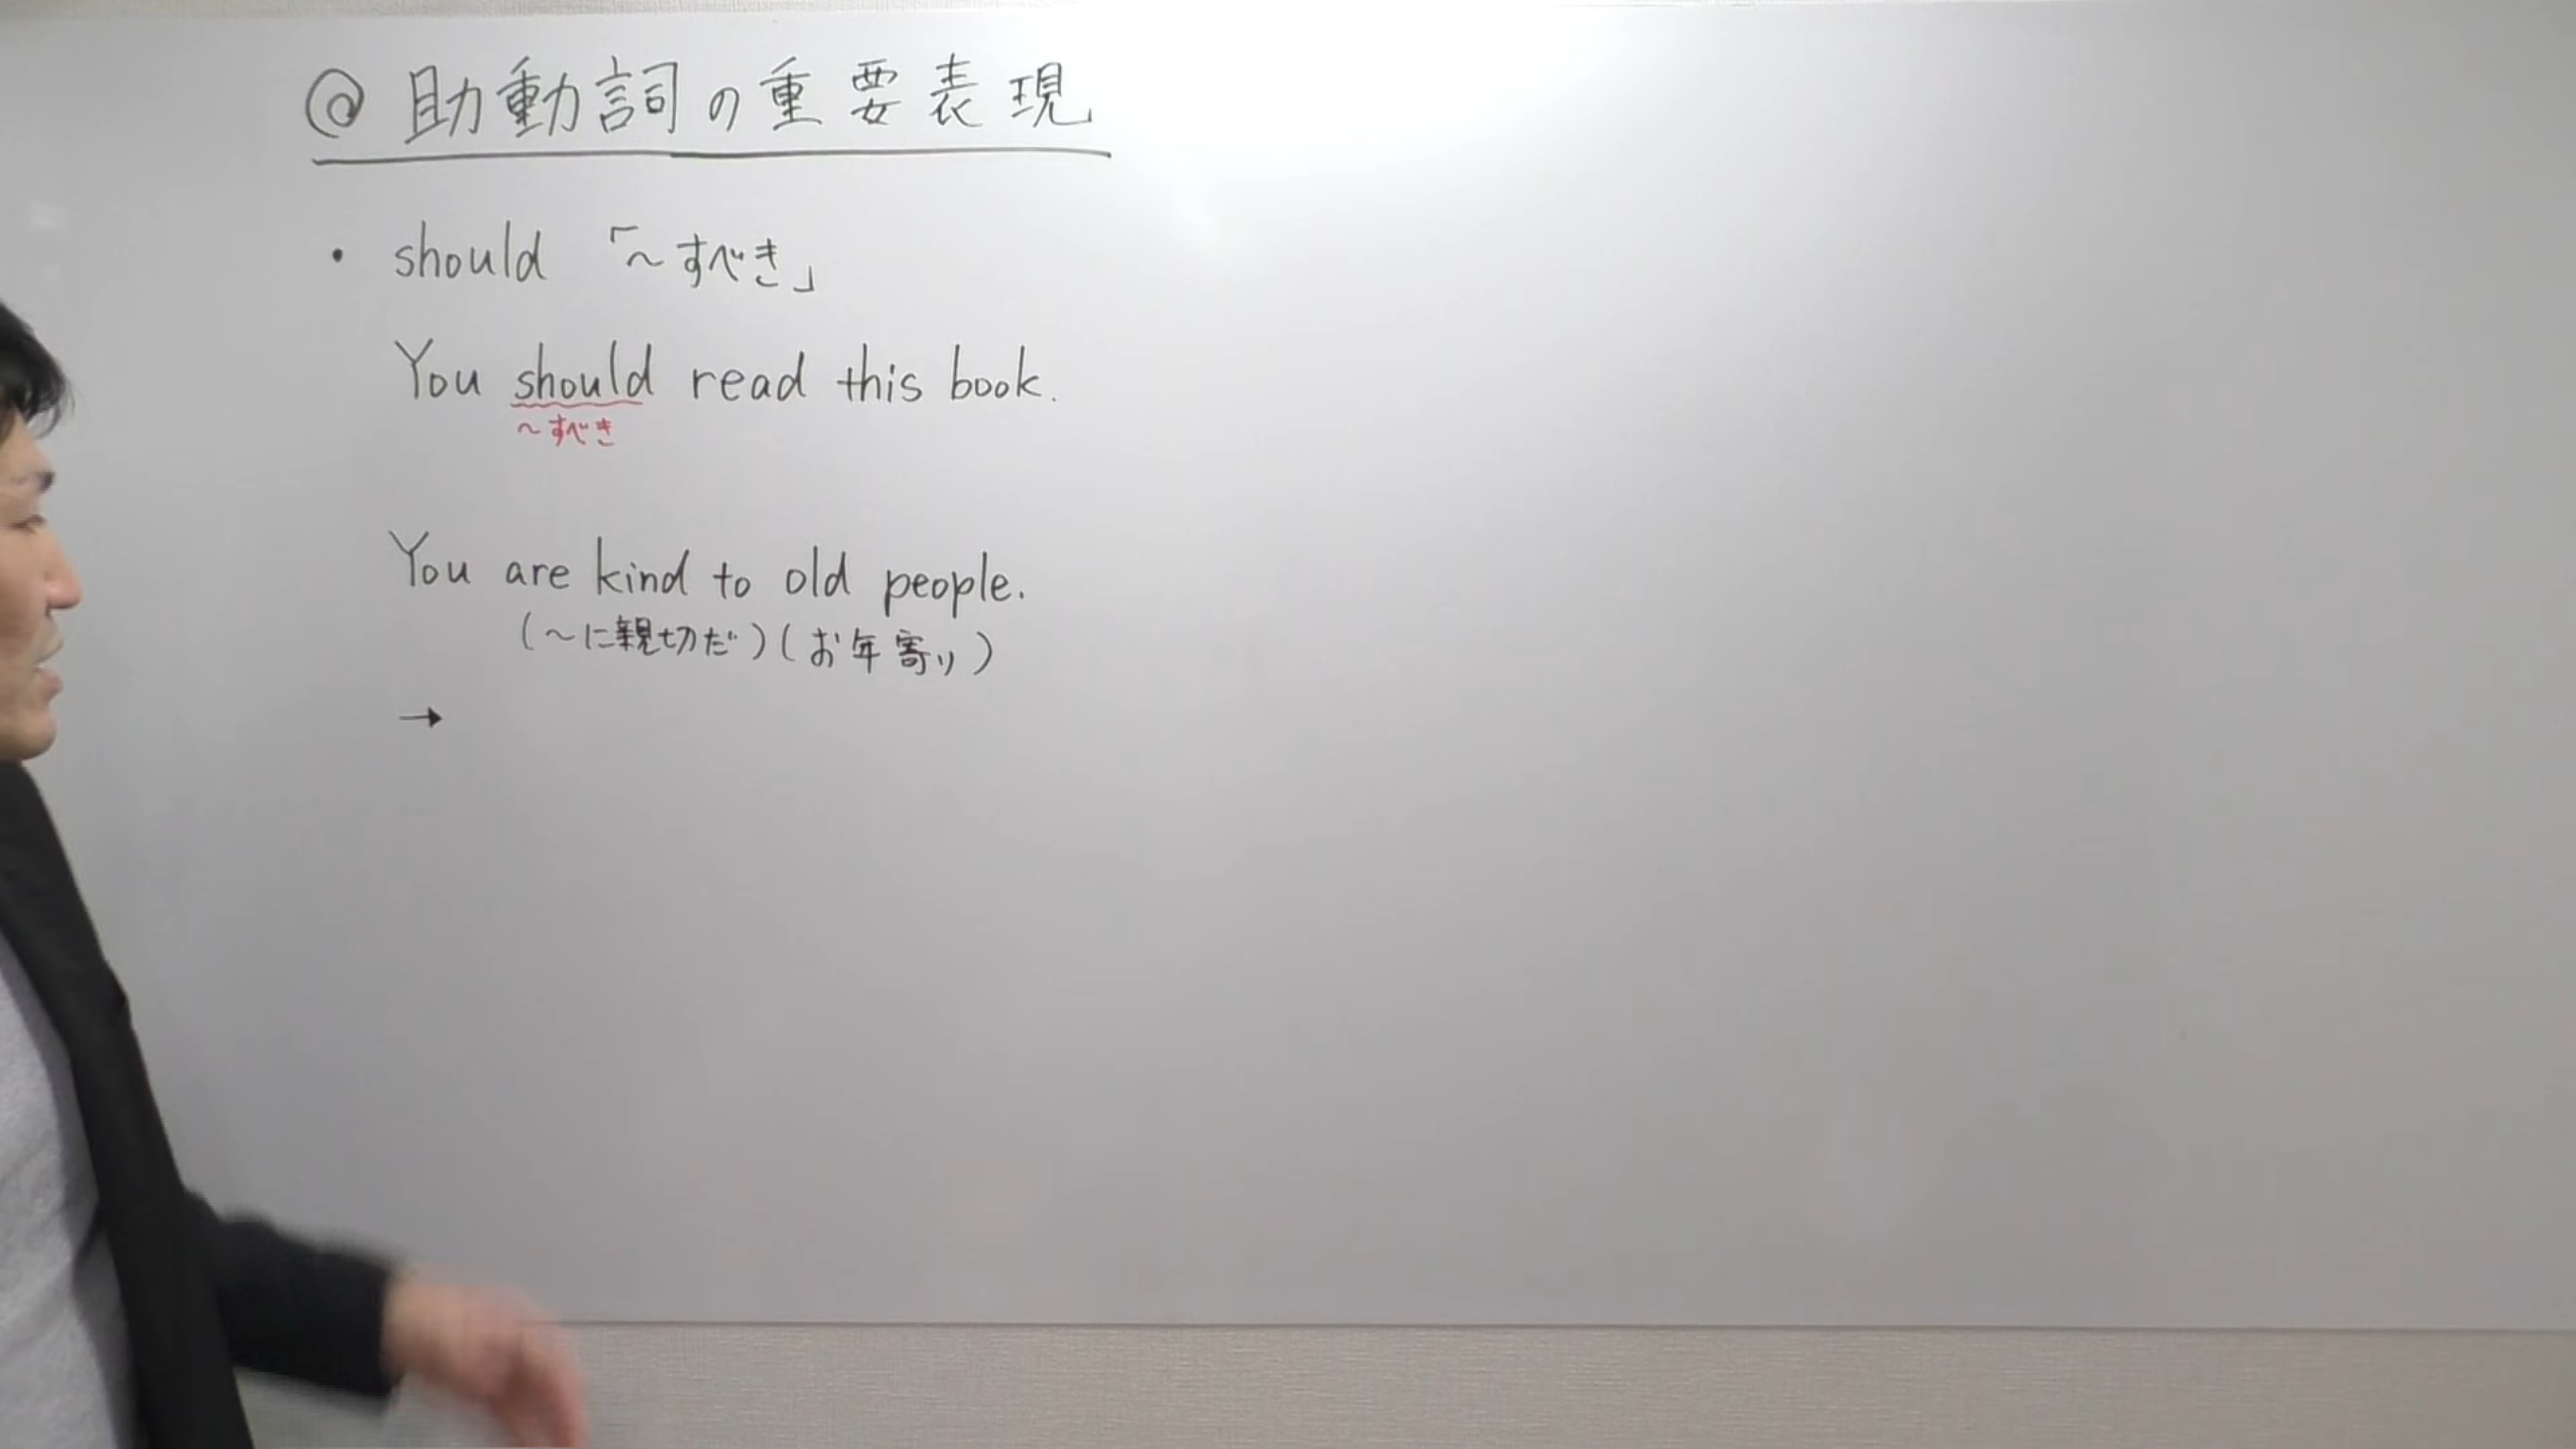 @ 助動詞の重要表現
・ should 「～すべき」
You should read this book.
～すべき
You are kind to old people.
(～に親切だ)(お年寄り)
→